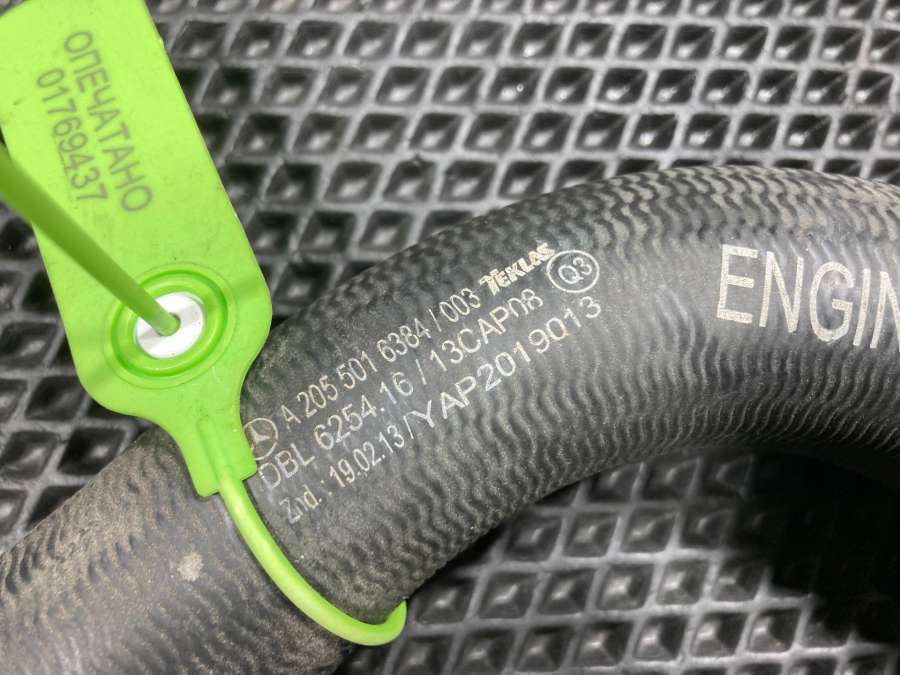 ОПЕЧАТАНО
01769437
A 205 501 6384 / 003 TEKLAS
DBL 6254.16 / 13CAP08 Q3
Znd.: 19.02.13 / YAP2019013
ENGIN